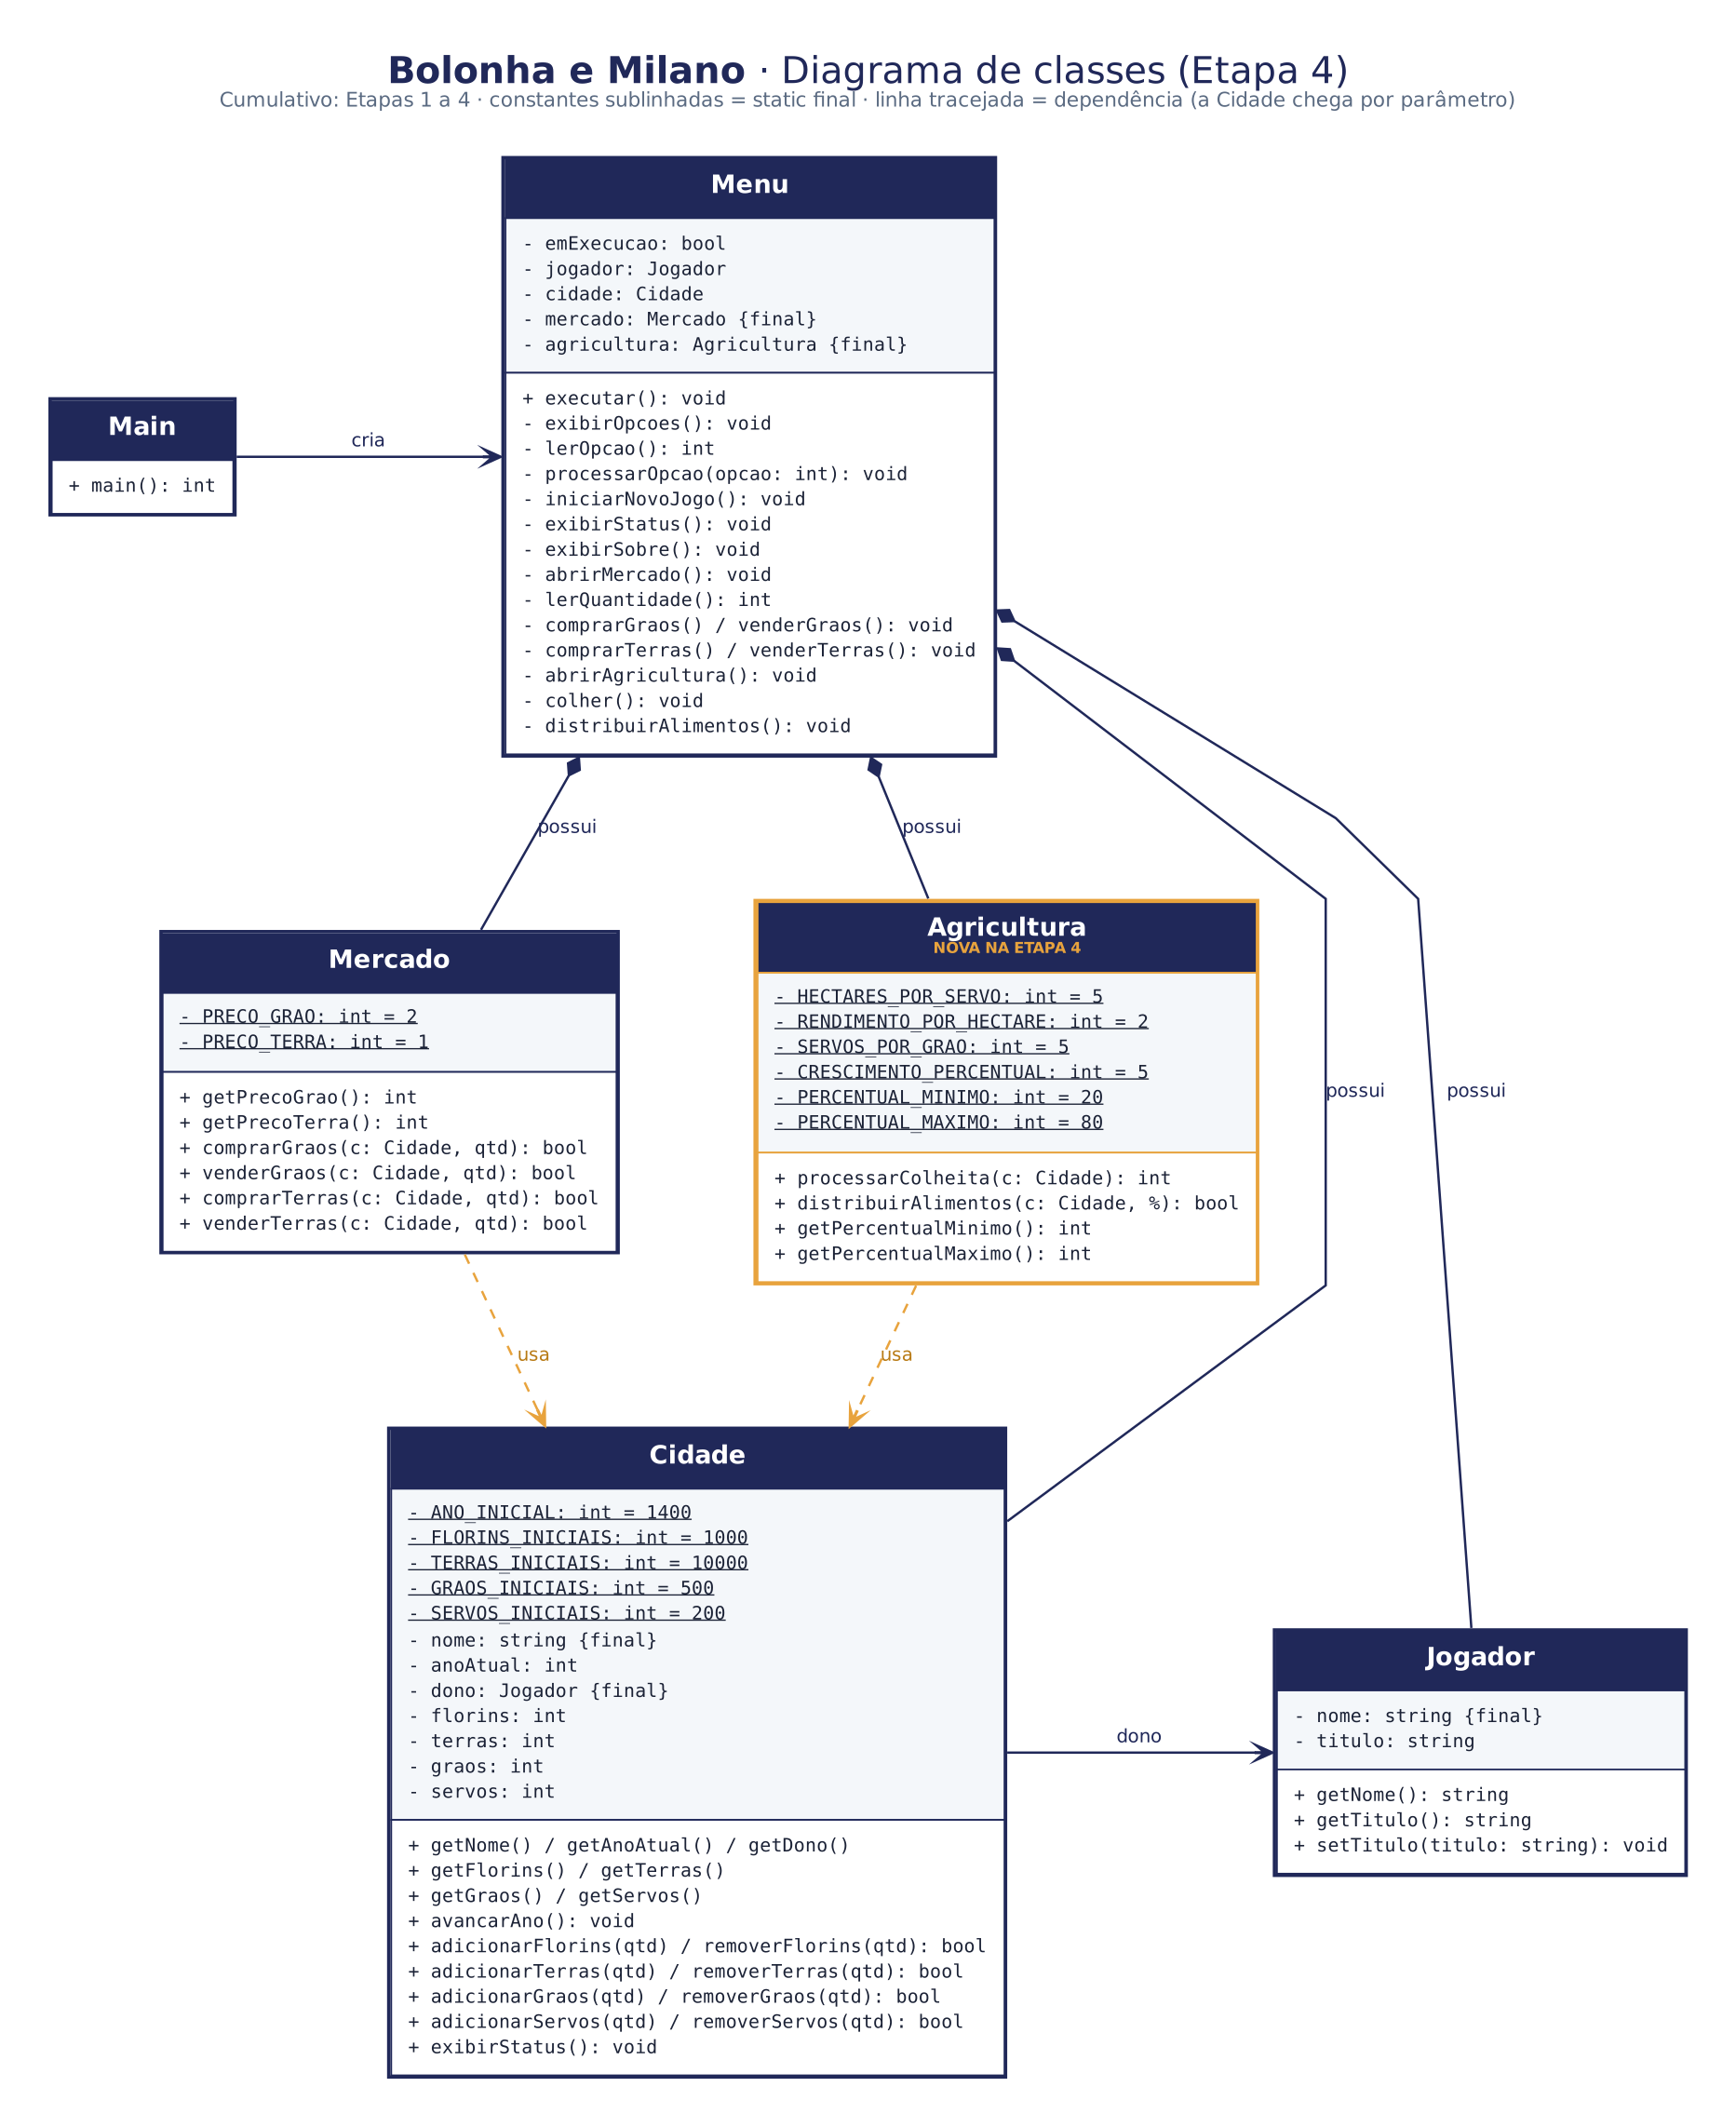 Bolonha e Milano · Diagrama de classes (Etapa 4)
Cumulativo: Etapas 1 a 4 · constantes sublinhadas = static final · linha tracejada = dependência (a Cidade chega por parâmetro)
Menu
- emExecucao: bool
- jogador: Jogador
- cidade: Cidade
- mercado: Mercado {final}
- agricultura: Agricultura {final}
+ executar(): void
- exibirOpcoes(): void
- lerOpcao(): int
- processarOpcao(opcao: int): void
- iniciarNovoJogo(): void
- exibirStatus(): void
- exibirSobre(): void
- abrirMercado(): void
- lerQuantidade(): int
- comprarGraos() / venderGraos(): void
- comprarTerras() / venderTerras(): void
- abrirAgricultura(): void
- colher(): void
- distribuirAlimentos(): void
Main
+ main(): int
cria
possui
possui
possui
possui
Mercado
- PRECO_GRAO: int = 2
- PRECO_TERRA: int = 1
+ getPrecoGrao(): int
+ getPrecoTerra(): int
+ comprarGraos(c: Cidade, qtd): bool
+ venderGraos(c: Cidade, qtd): bool
+ comprarTerras(c: Cidade, qtd): bool
+ venderTerras(c: Cidade, qtd): bool
Agricultura
NOVA NA ETAPA 4
- HECTARES_POR_SERVO: int = 5
- RENDIMENTO_POR_HECTARE: int = 2
- SERVOS_POR_GRAO: int = 5
- CRESCIMENTO_PERCENTUAL: int = 5
- PERCENTUAL_MINIMO: int = 20
- PERCENTUAL_MAXIMO: int = 80
+ processarColheita(c: Cidade): int
+ distribuirAlimentos(c: Cidade, %): bool
+ getPercentualMinimo(): int
+ getPercentualMaximo(): int
usa
usa
Cidade
- ANO_INICIAL: int = 1400
- FLORINS_INICIAIS: int = 1000
- TERRAS_INICIAIS: int = 10000
- GRAOS_INICIAIS: int = 500
- SERVOS_INICIAIS: int = 200
- nome: string {final}
- anoAtual: int
- dono: Jogador {final}
- florins: int
- terras: int
- graos: int
- servos: int
+ getNome() / getAnoAtual() / getDono()
+ getFlorins() / getTerras()
+ getGraos() / getServos()
+ avancarAno(): void
+ adicionarFlorins(qtd) / removerFlorins(qtd): bool
+ adicionarTerras(qtd) / removerTerras(qtd): bool
+ adicionarGraos(qtd) / removerGraos(qtd): bool
+ adicionarServos(qtd) / removerServos(qtd): bool
+ exibirStatus(): void
dono
Jogador
- nome: string {final}
- titulo: string
+ getNome(): string
+ getTitulo(): string
+ setTitulo(titulo: string): void